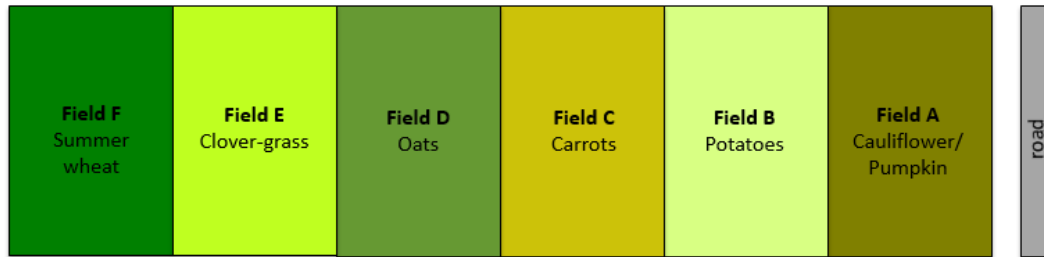 Field F
Summer
wheat
Field E
Clover-grass
Field D
Oats
Field C
Carrots
Field B
Potatoes
Field A
Cauliflower/
Pumpkin
road